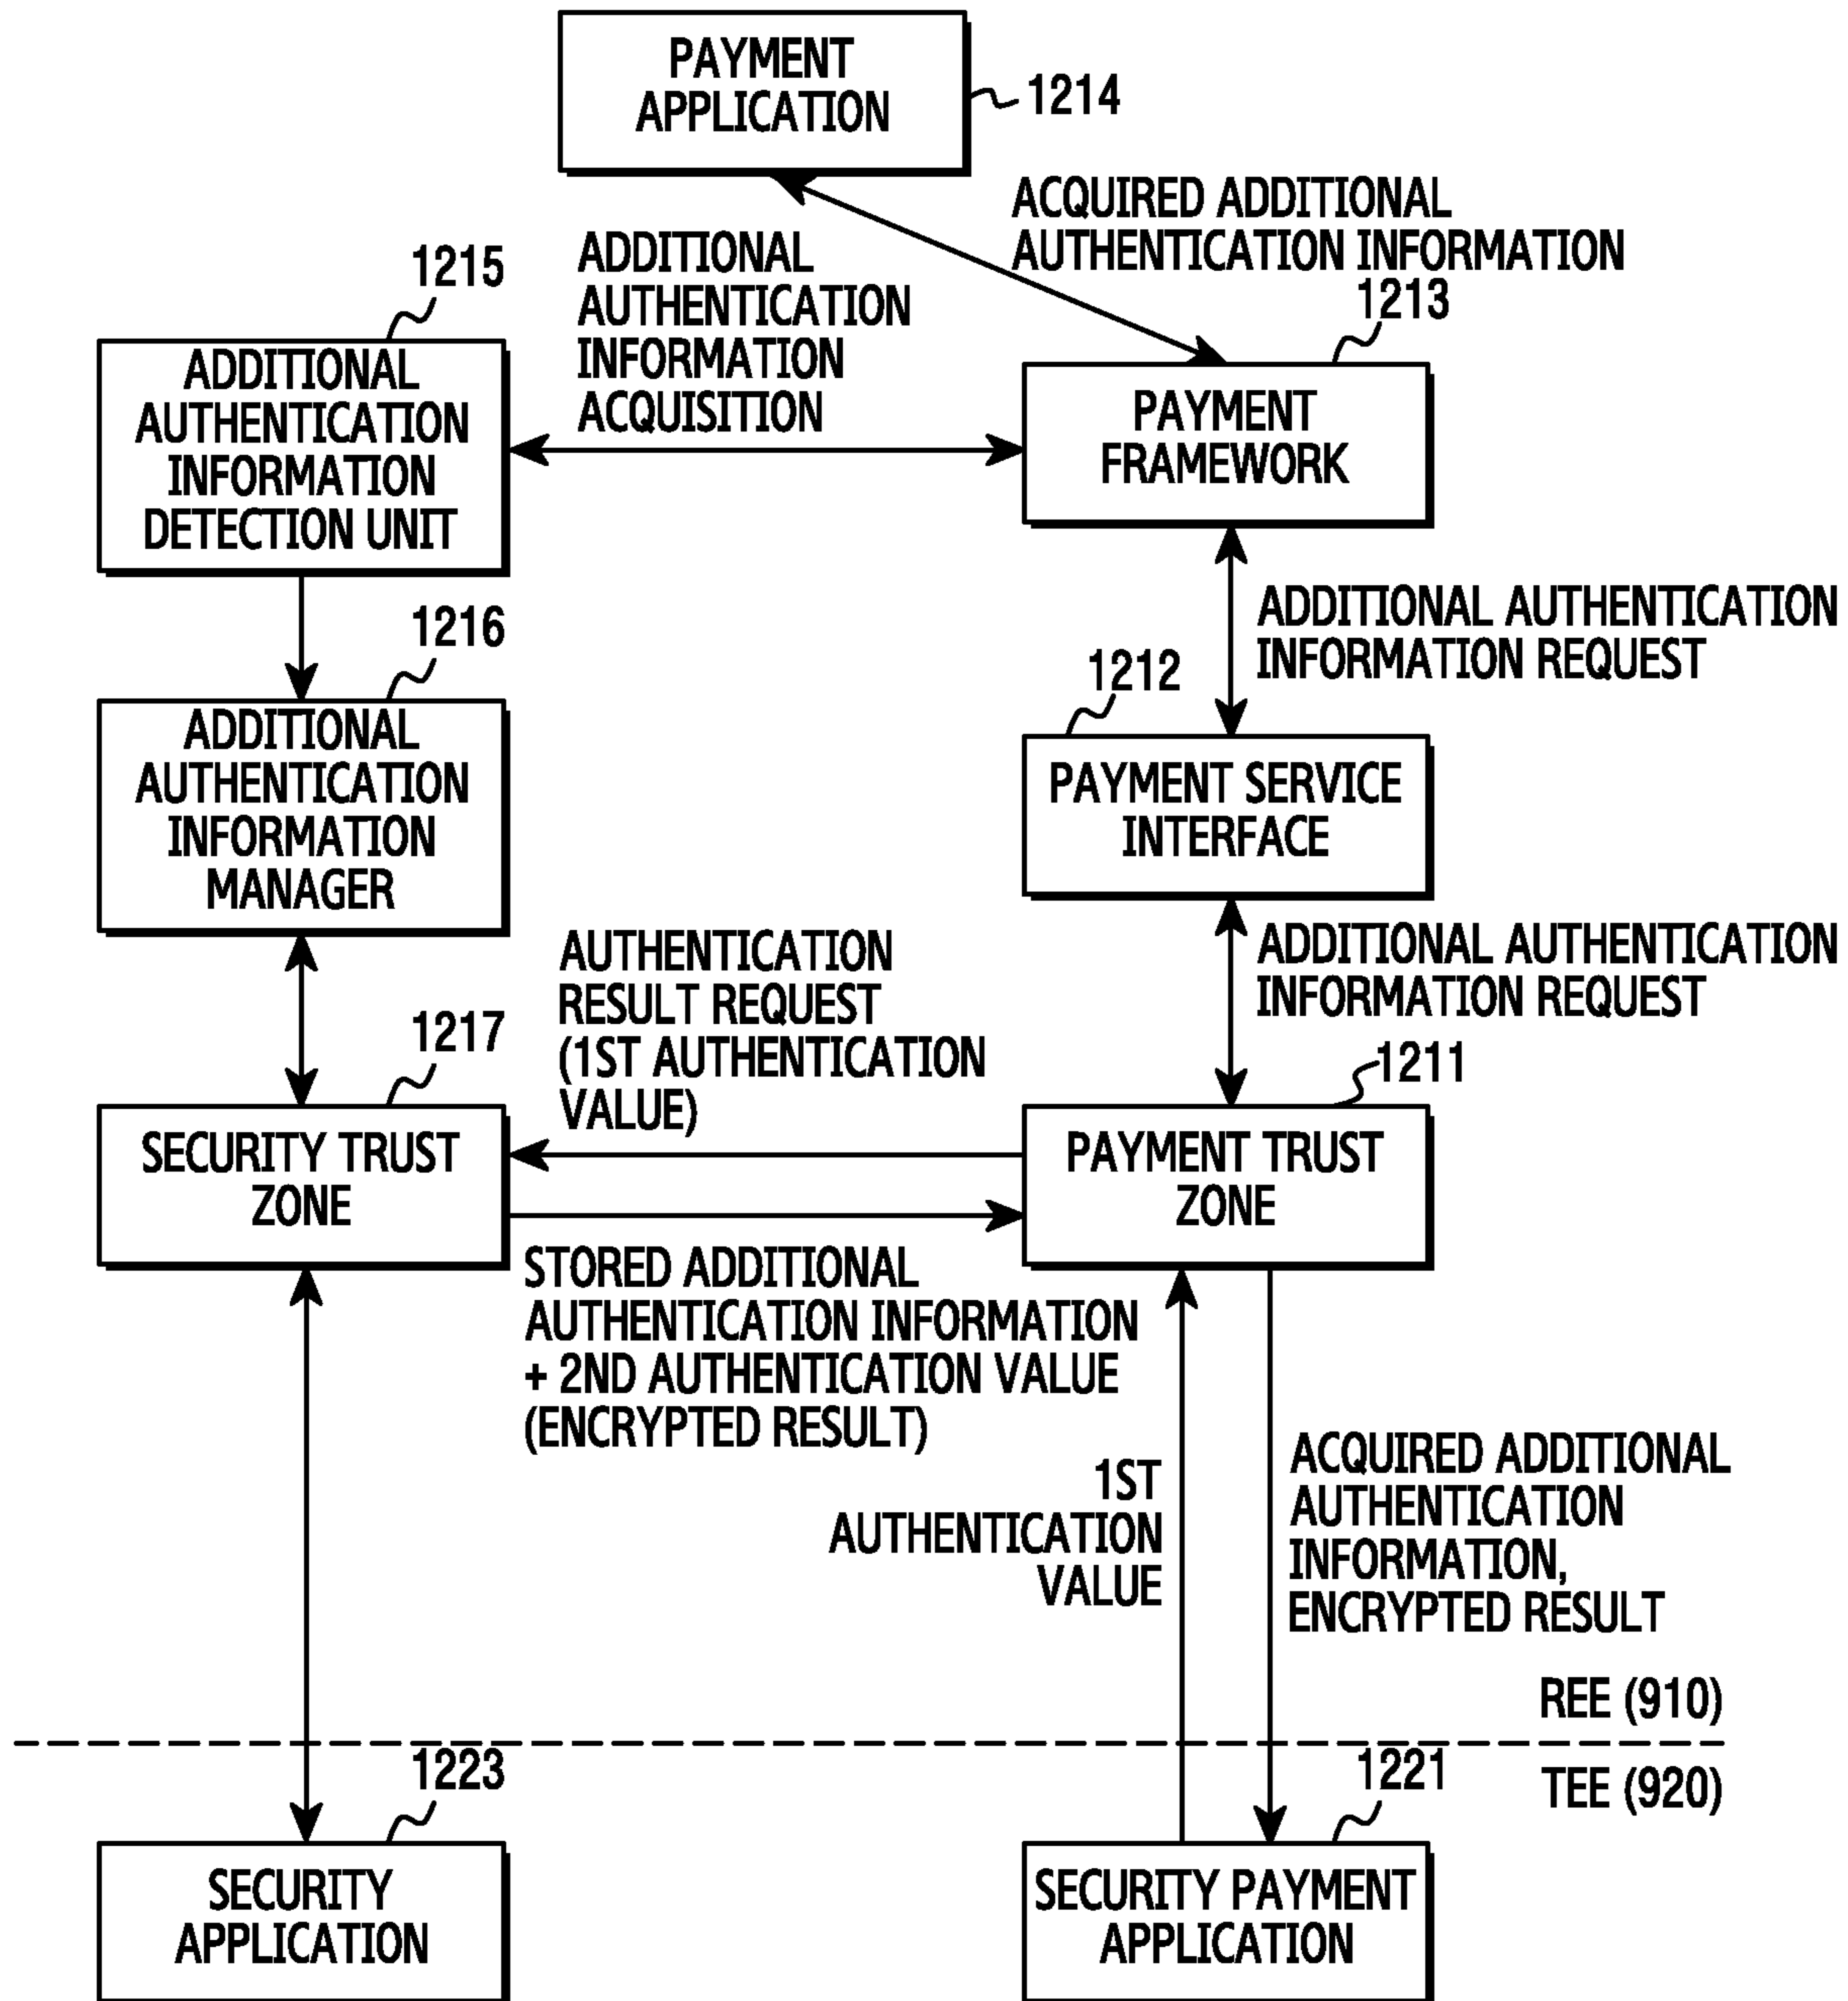 PAYMENT
APPLICATION
1214
ACQUIRED ADDITIONAL
AUTHENTICATION INFORMATION
ADDITIONAL
AUTHENTICATION
INFORMATION
ACQUISITION
1215
1213
ADDITIONAL
AUTHENTICATION
INFORMATION
DETECTION UNIT
PAYMENT
FRAMEWORK
ADDITIONAL AUTHENTICATION
INFORMATION REQUEST
1216
1212
ADDITIONAL
AUTHENTICATION
INFORMATION
MANAGER
PAYMENT SERVICE
INTERFACE
AUTHENTICATION
RESULT REQUEST
(1ST AUTHENTICATION
VALUE)
ADDITIONAL AUTHENTICATION
INFORMATION REQUEST
1217
1211
SECURITY TRUST
ZONE
PAYMENT TRUST
ZONE
STORED ADDITIONAL
AUTHENTICATION INFORMATION
+ 2ND AUTHENTICATION VALUE
(ENCRYPTED RESULT)
1ST
AUTHENTICATION
VALUE
ACQUIRED ADDITIONAL
AUTHENTICATION
INFORMATION,
ENCRYPTED RESULT
REE (910)
TEE (920)
1223
1221
SECURITY
APPLICATION
SECURITY PAYMENT
APPLICATION